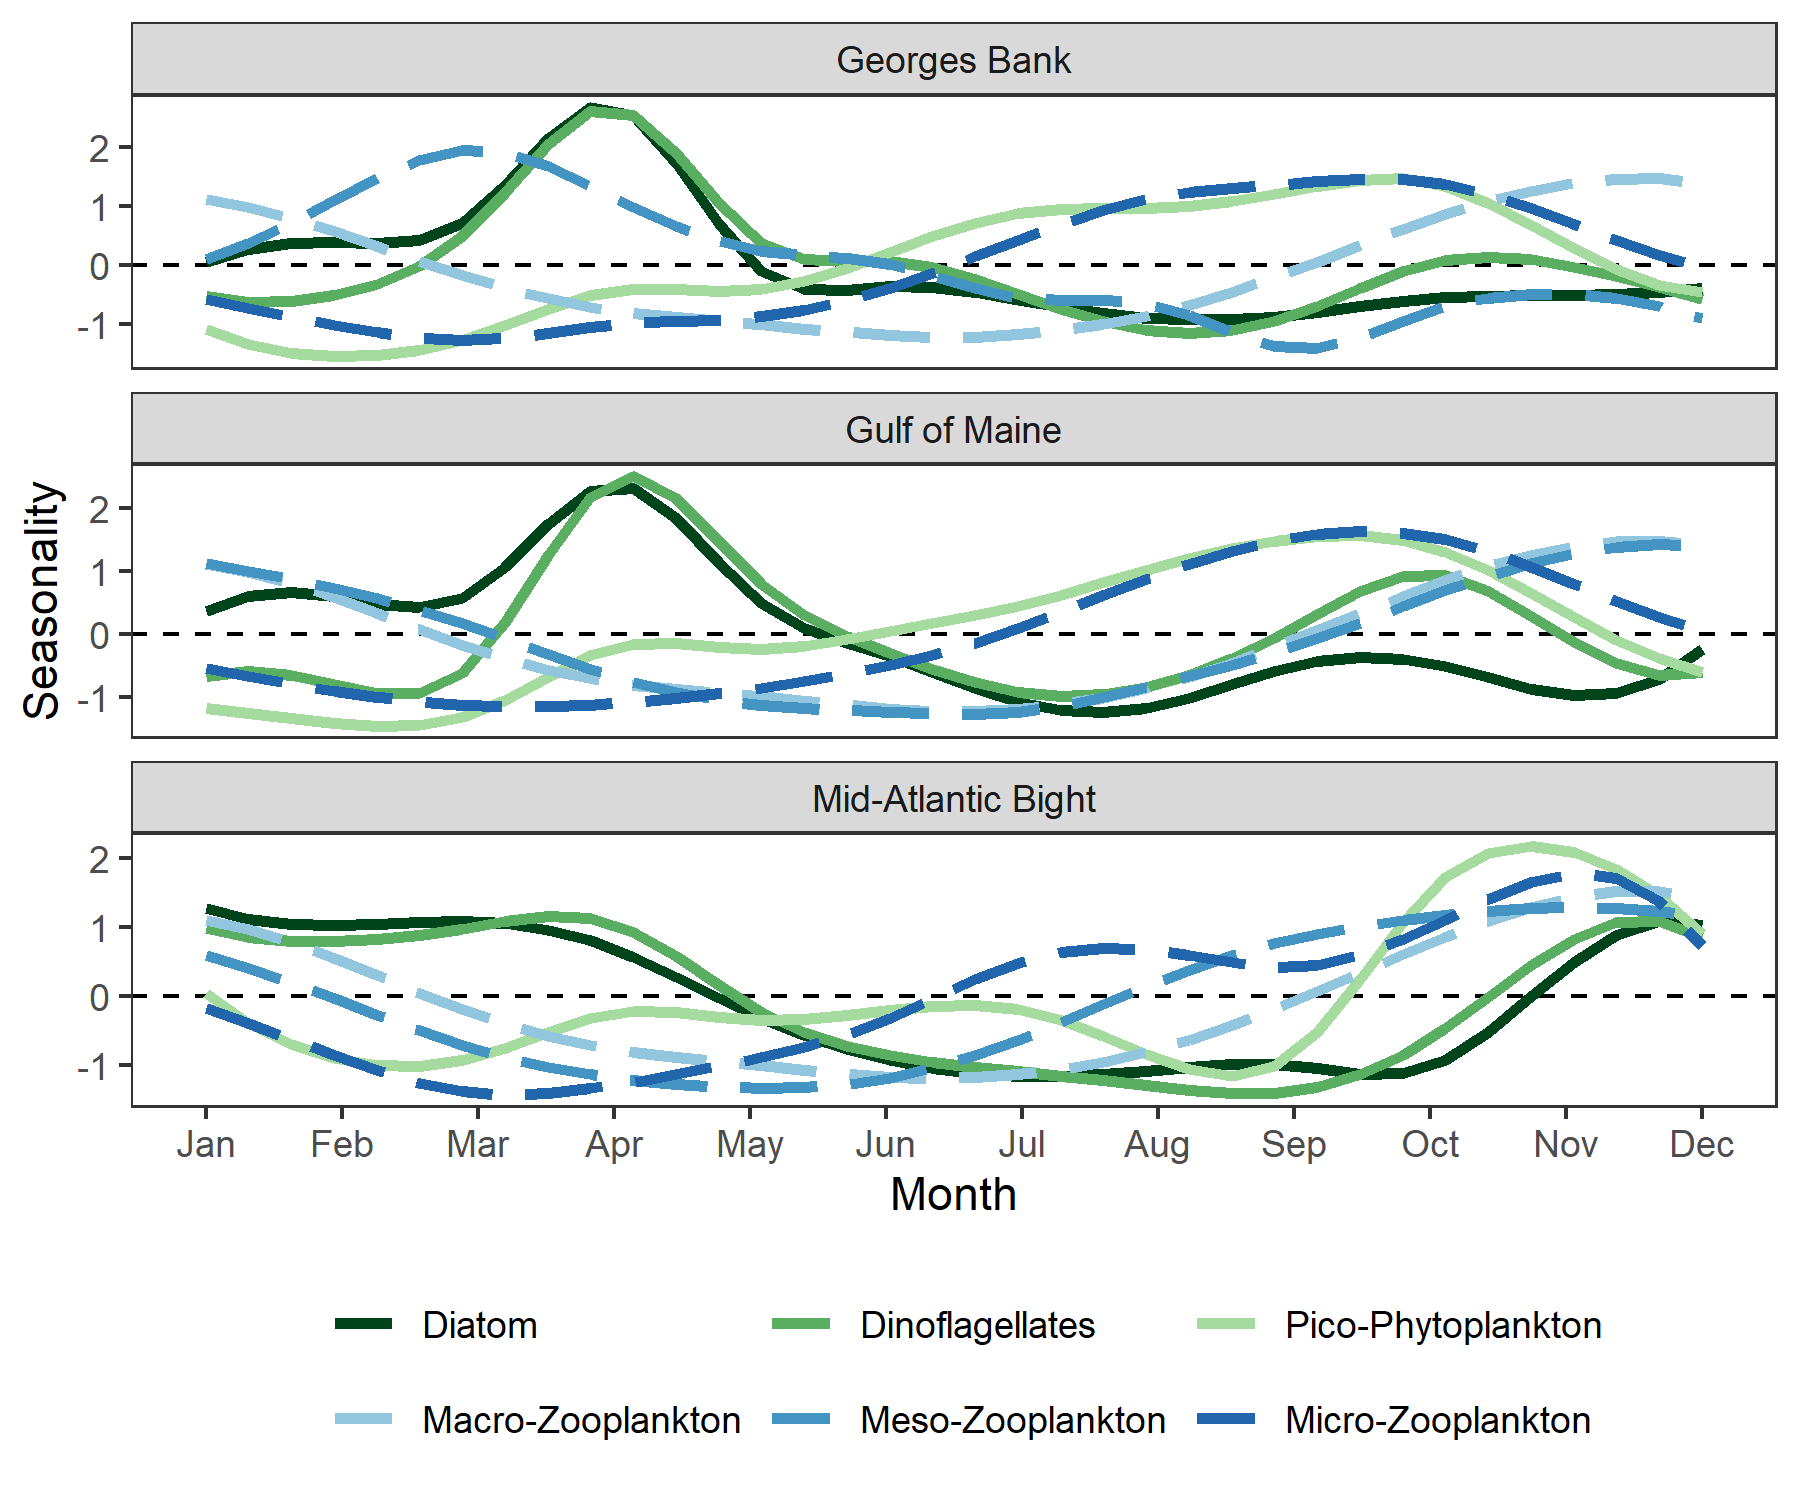 Georges Bank
2
1
0
-1
Gulf of Maine
2
1
0
-1
Seasonality
Mid-Atlantic Bight
2
1
0
-1
Jan Feb Mar Apr May Jun Jul Aug Sep Oct Nov Dec
Month
Diatom Dinoflagellates Pico-Phytoplankton
Macro-Zooplankton Meso-Zooplankton Micro-Zooplankton